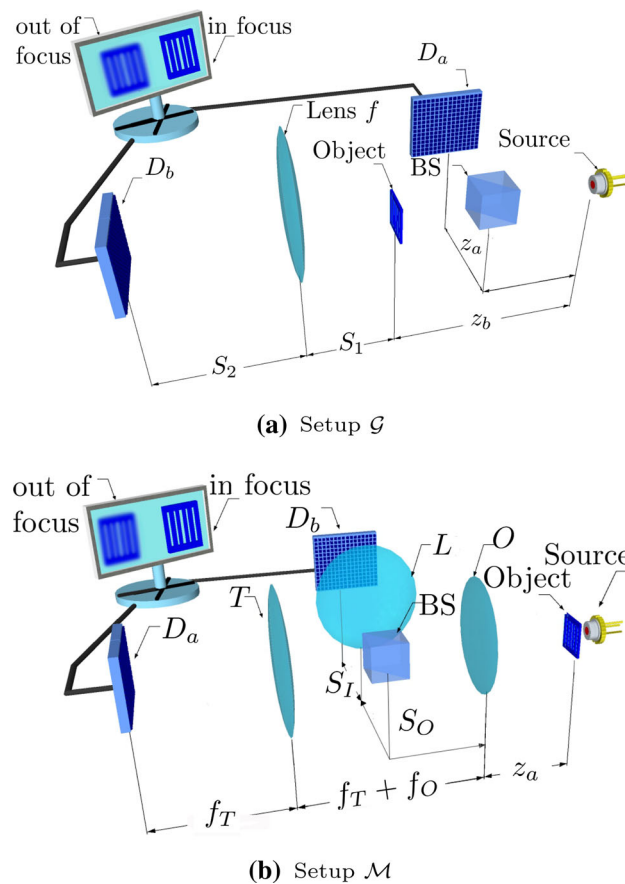 out of
focus
in focus
D_a
Lens f
Source
Object
BS
D_b
z_a
z_b
S_1
S_2
(a) Setup 𝒢
out of
focus
in focus
D_b
L
O
Source
Object
T
BS
D_a
S_I
S_O
z_a
f_T + f_O
f_T
(b) Setup ℳ